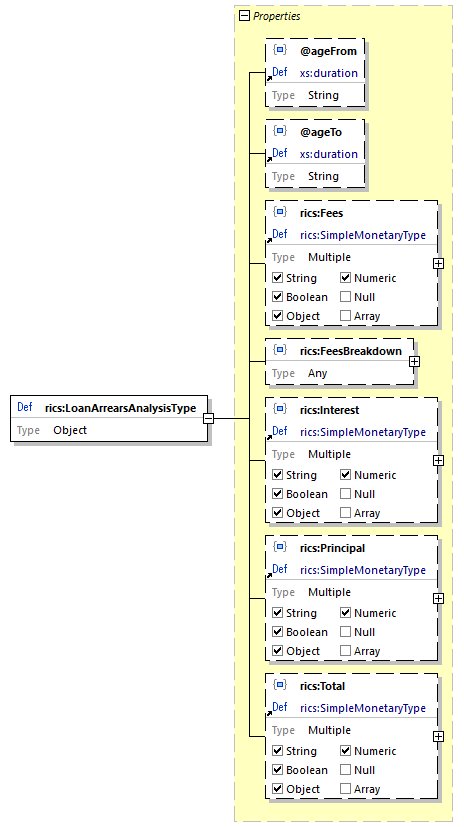 Properties
@ageFrom
Def xs:duration
Type String
@ageTo
Def xs:duration
Type String
rics:Fees
Def rics:SimpleMonetaryType
Type Multiple
String Numeric
Boolean Null
Object Array
rics:FeesBreakdown
Type Any
Def rics:LoanArrearsAnalysisType
Type Object
rics:Interest
Def rics:SimpleMonetaryType
Type Multiple
String Numeric
Boolean Null
Object Array
rics:Principal
Def rics:SimpleMonetaryType
Type Multiple
String Numeric
Boolean Null
Object Array
rics:Total
Def rics:SimpleMonetaryType
Type Multiple
String Numeric
Boolean Null
Object Array